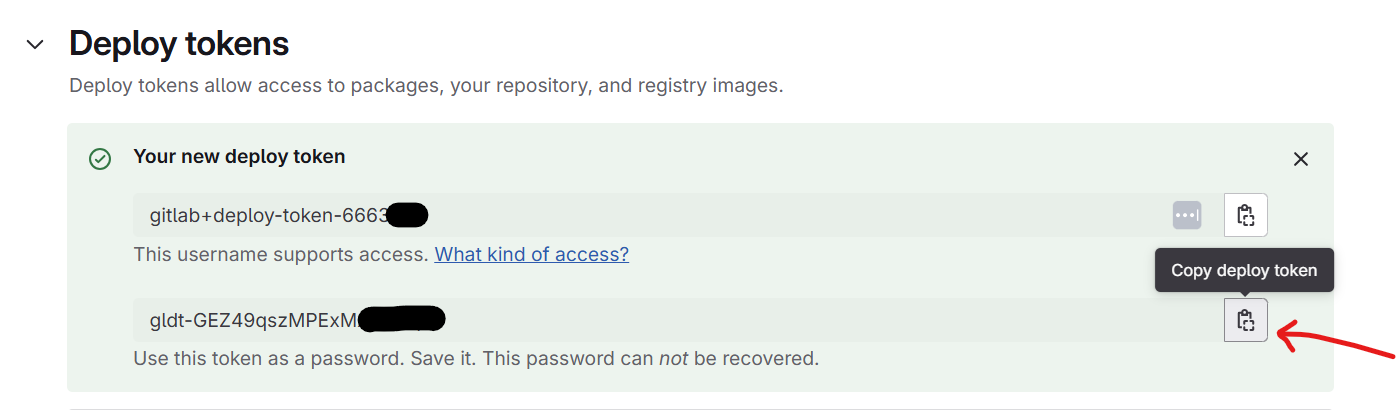 Deploy tokens
Deploy tokens allow access to packages, your repository, and registry images.
Your new deploy token
gitlab+deploy-token-6663
This username supports access. What kind of access?
Copy deploy token
gldt-GEZ49qszMPExM
Use this token as a password. Save it. This password can not be recovered.